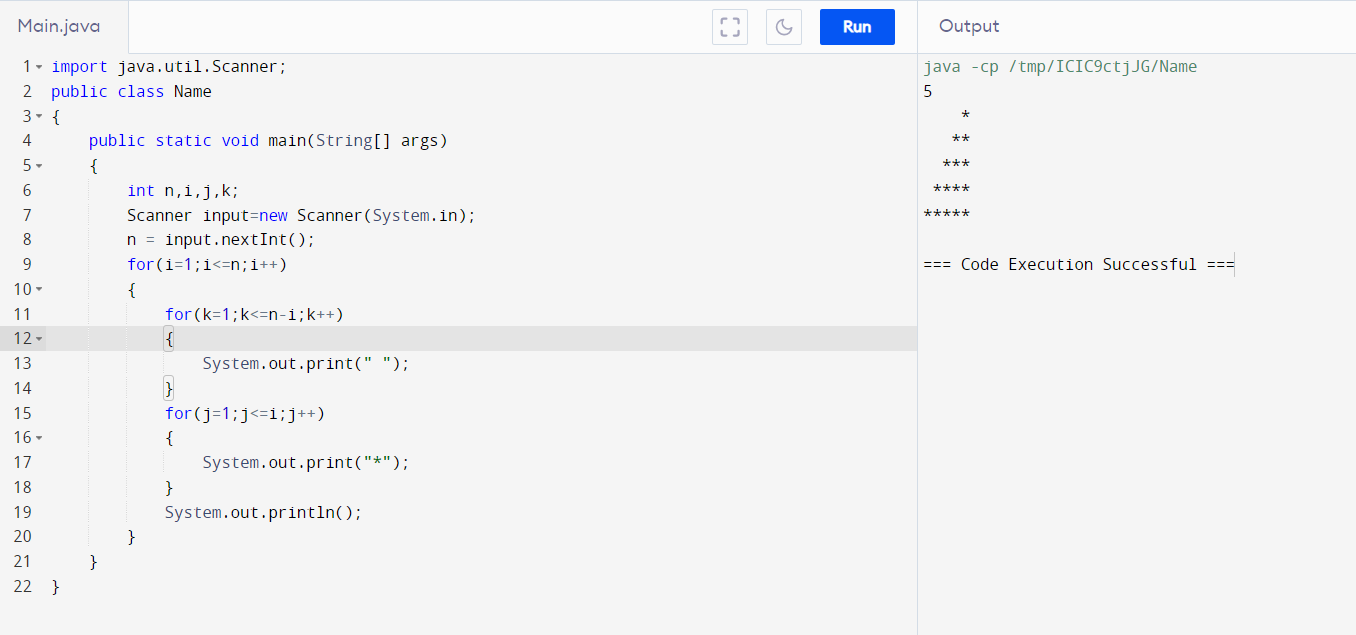 Main.java
Run
1 import java.util.Scanner;
2 public class Name
3 {
4     public static void main(String[] args)
5     {
6         int n,i,j,k;
7         Scanner input=new Scanner(System.in);
8         n = input.nextInt();
9         for(i=1;i<=n;i++)
10         {
11             for(k=1;k<=n-i;k++)
12             {
13                 System.out.print(" ");
14             }
15             for(j=1;j<=i;j++)
16             {
17                 System.out.print("*");
18             }
19             System.out.println();
20         }
21     }
22 }
Output
java -cp /tmp/ICIC9ctjJG/Name
5
    *
   **
  ***
 ****
*****
=== Code Execution Successful ===